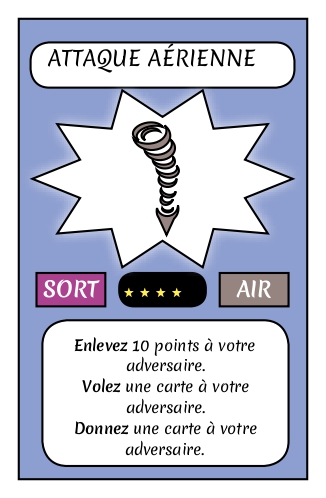 ATTAQUE AÉRIENNE
SORT
AIR
Enlevez 10 points à votre
adversaire.
Volez une carte à votre
adversaire.
Donnez une carte à votre
adversaire.